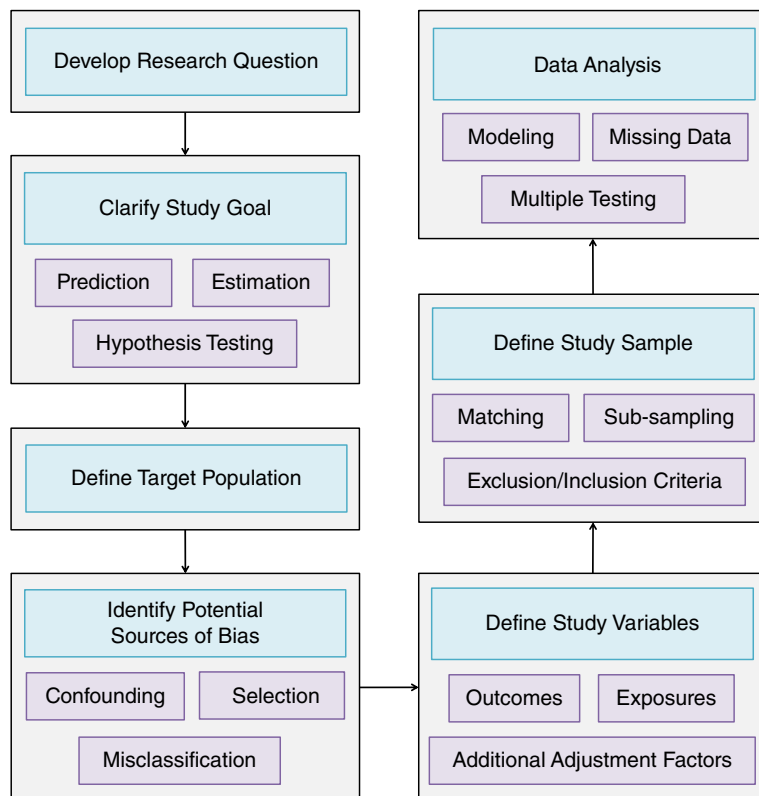 Develop Research Question
Clarify Study Goal
Prediction
Estimation
Hypothesis Testing
Define Target Population
Identify Potential
Sources of Bias
Confounding
Selection
Misclassification
Define Study Variables
Outcomes
Exposures
Additional Adjustment Factors
Define Study Sample
Matching
Sub-sampling
Exclusion/Inclusion Criteria
Data Analysis
Modeling
Missing Data
Multiple Testing